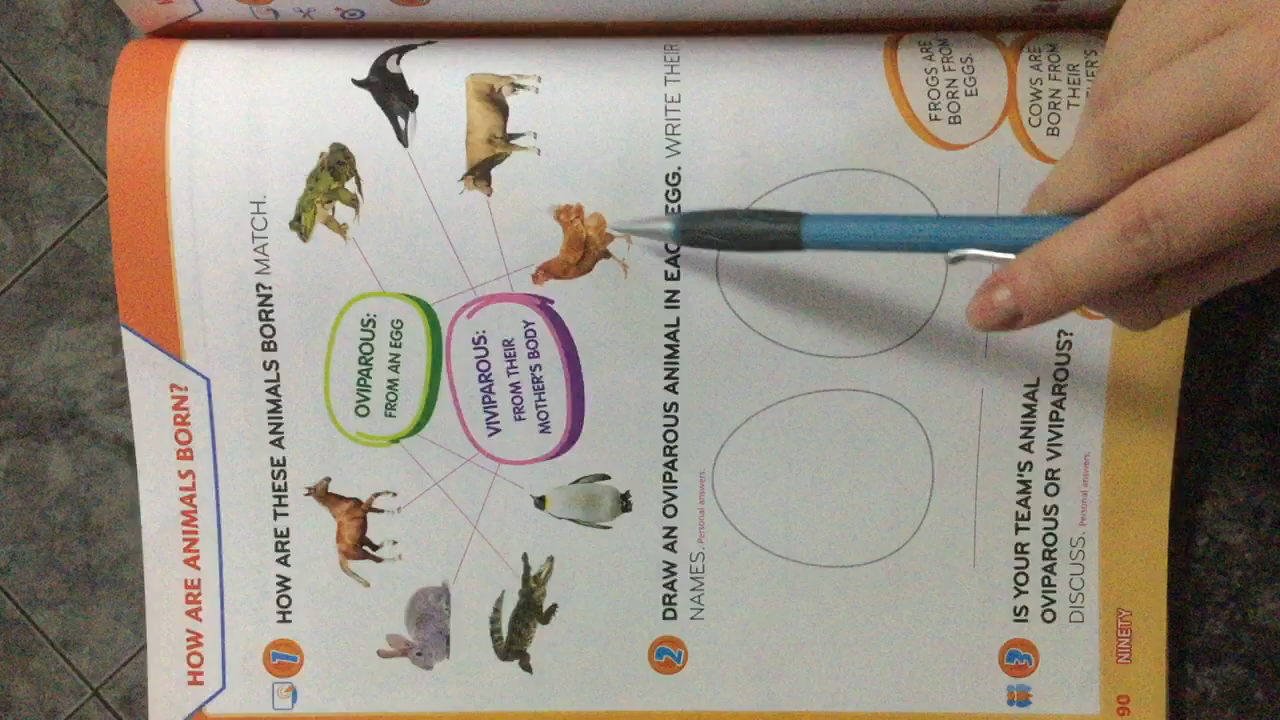 HOW ARE ANIMALS BORN?
1 HOW ARE THESE ANIMALS BORN? MATCH.
OVIPAROUS:
FROM AN EGG
VIVIPAROUS:
FROM THEIR
MOTHER'S BODY
2 DRAW AN OVIPAROUS ANIMAL IN EACH EGG. WRITE THEIR
NAMES. Personal answers.
3 IS YOUR TEAM'S ANIMAL
OVIPAROUS OR VIVIPAROUS?
DISCUSS. Personal answers.
FROGS ARE
BORN FROM
EGGS.
COWS ARE
BORN FROM
THEIR
90 NINETY